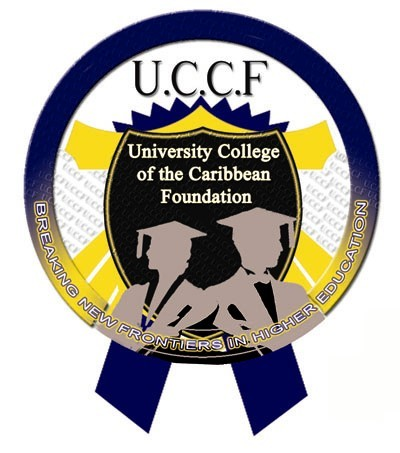 U.C.C.F
University College
of the Caribbean
Foundation
BREAKING NEW FRONTIERS IN HIGHER EDUCATION